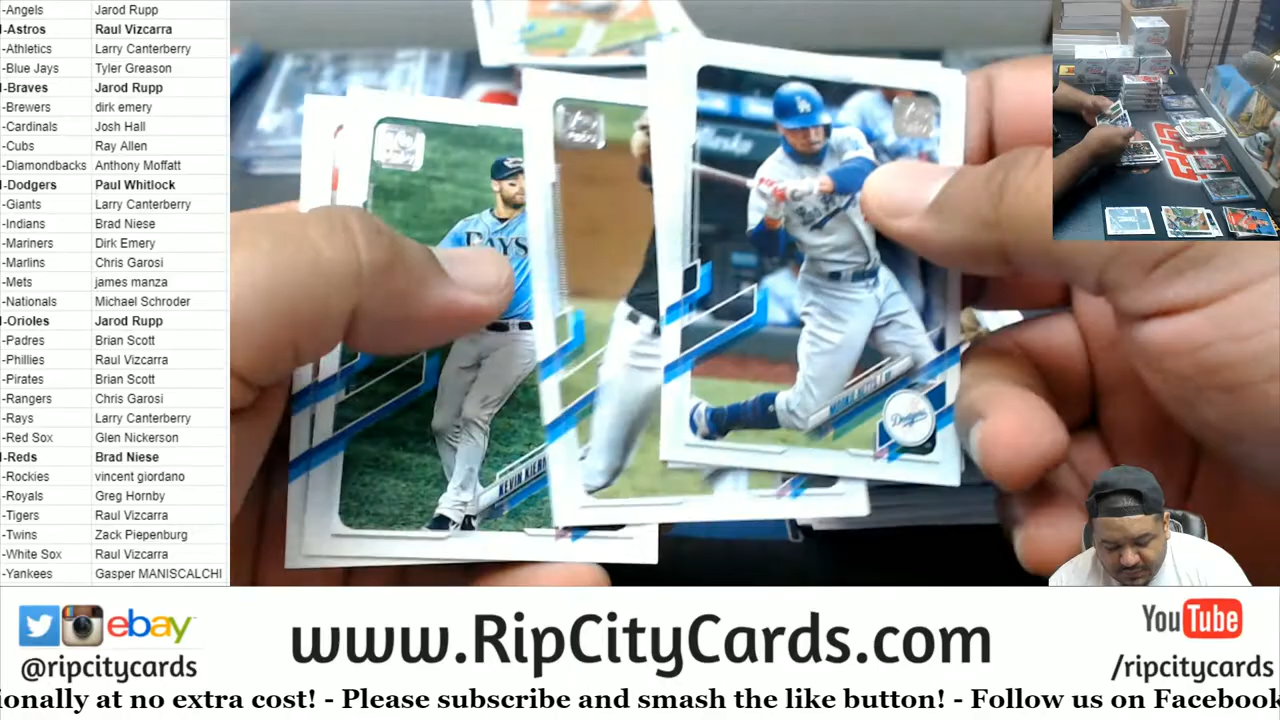 -Angels Jarod Rupp
-Astros Raul Vizcarra
-Athletics Larry Canterberry
-Blue Jays Tyler Greason
-Braves Jarod Rupp
-Brewers dirk emery
-Cardinals Josh Hall
-Cubs Ray Allen
-Diamondbacks Anthony Moffatt
-Dodgers Paul Whitlock
-Giants Larry Canterberry
-Indians Brad Niese
-Mariners Dirk Emery
-Marlins Chris Garosi
-Mets james manza
-Nationals Michael Schroder
-Orioles Jarod Rupp
-Padres Brian Scott
-Phillies Raul Vizcarra
-Pirates Brian Scott
-Rangers Chris Garosi
-Rays Larry Canterberry
-Red Sox Glen Nickerson
-Reds Brad Niese
-Rockies vincent giordano
-Royals Greg Hornby
-Tigers Raul Vizcarra
-Twins Zack Piepenburg
-White Sox Raul Vizcarra
-Yankees Gasper MANISCALCHI
RAYS
KEVIN KIER
Dodgers
ebay
@ripcitycards
www.RipCityCards.com
YouTube
/ripcitycards
ionally at no extra cost! - Please subscribe and smash the like button! - Follow us on Facebook